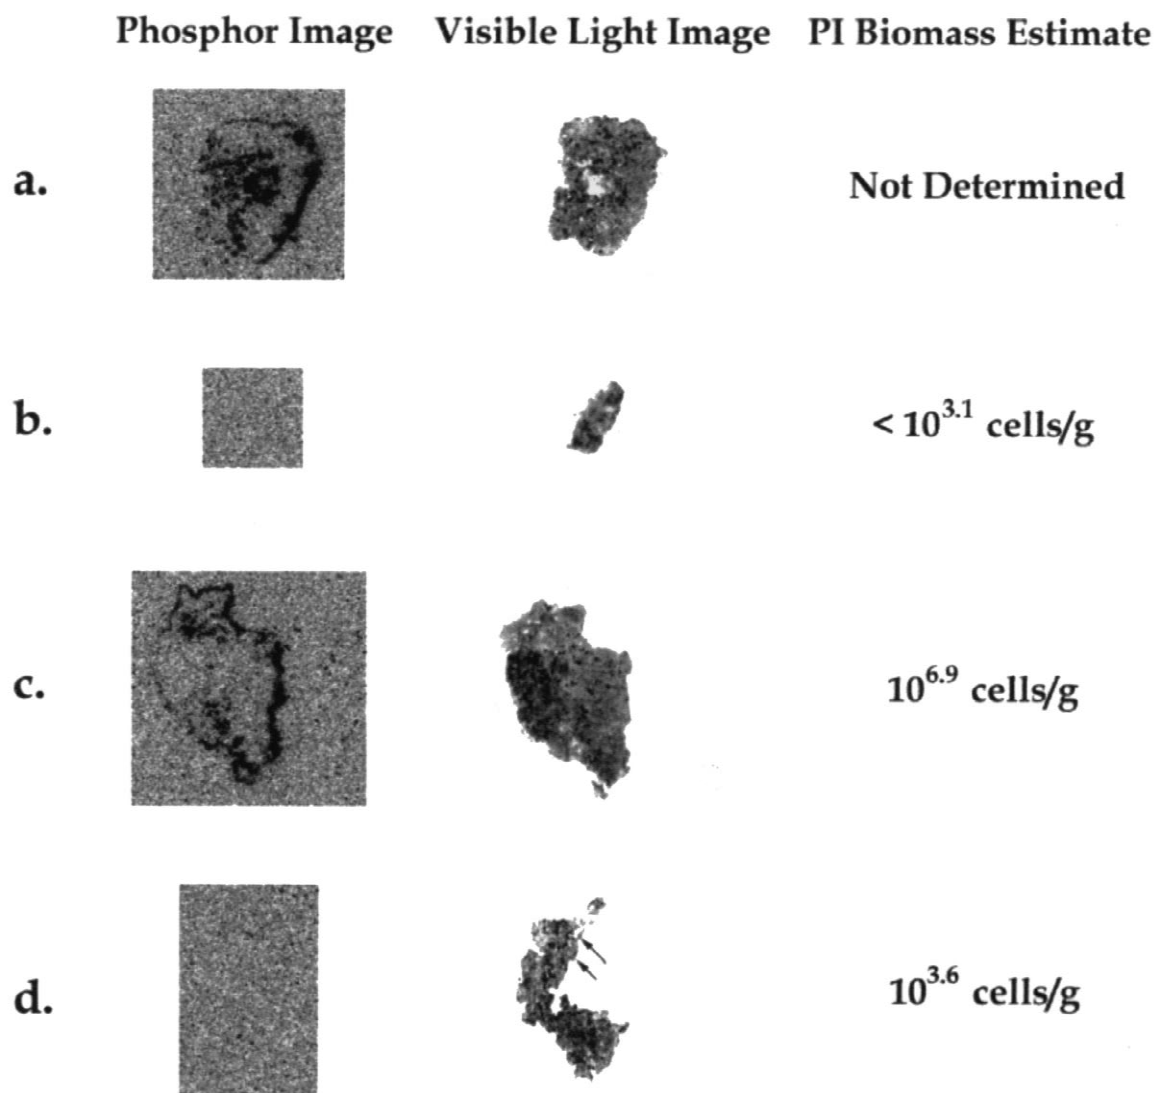 Phosphor Image Visible Light Image PI Biomass Estimate
a. Not Determined
b. < 10^3.1 cells/g
c. 10^6.9 cells/g
d. 10^3.6 cells/g